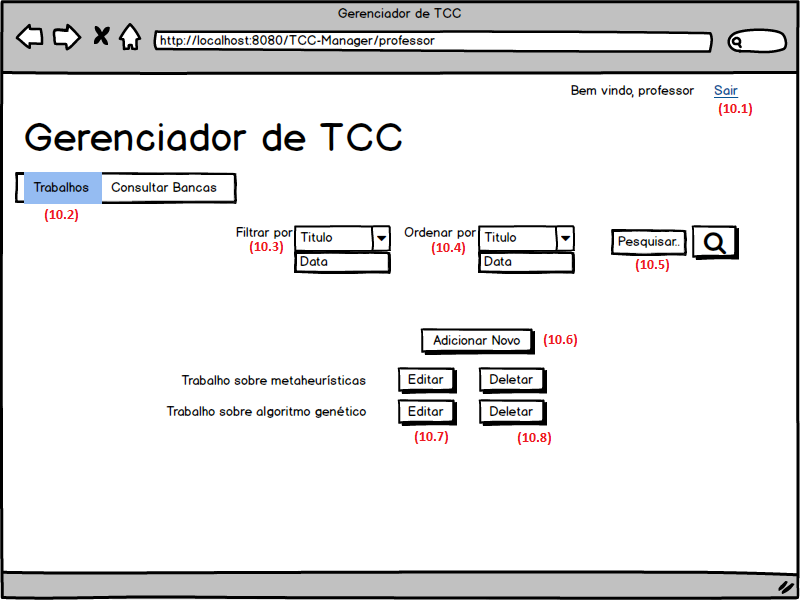 Gerenciador de TCC
http://localhost:8080/TCC-Manager/professor
Bem vindo, professor Sair
(10.1)
Gerenciador de TCC
Trabalhos Consultar Bancas
(10.2)
Filtrar por Titulo Ordenar por Titulo Pesquisar..
(10.3) (10.4) (10.5)
Data Data
Adicionar Novo (10.6)
Trabalho sobre metaheurísticas Editar Deletar
Trabalho sobre algoritmo genético Editar Deletar
(10.7) (10.8)